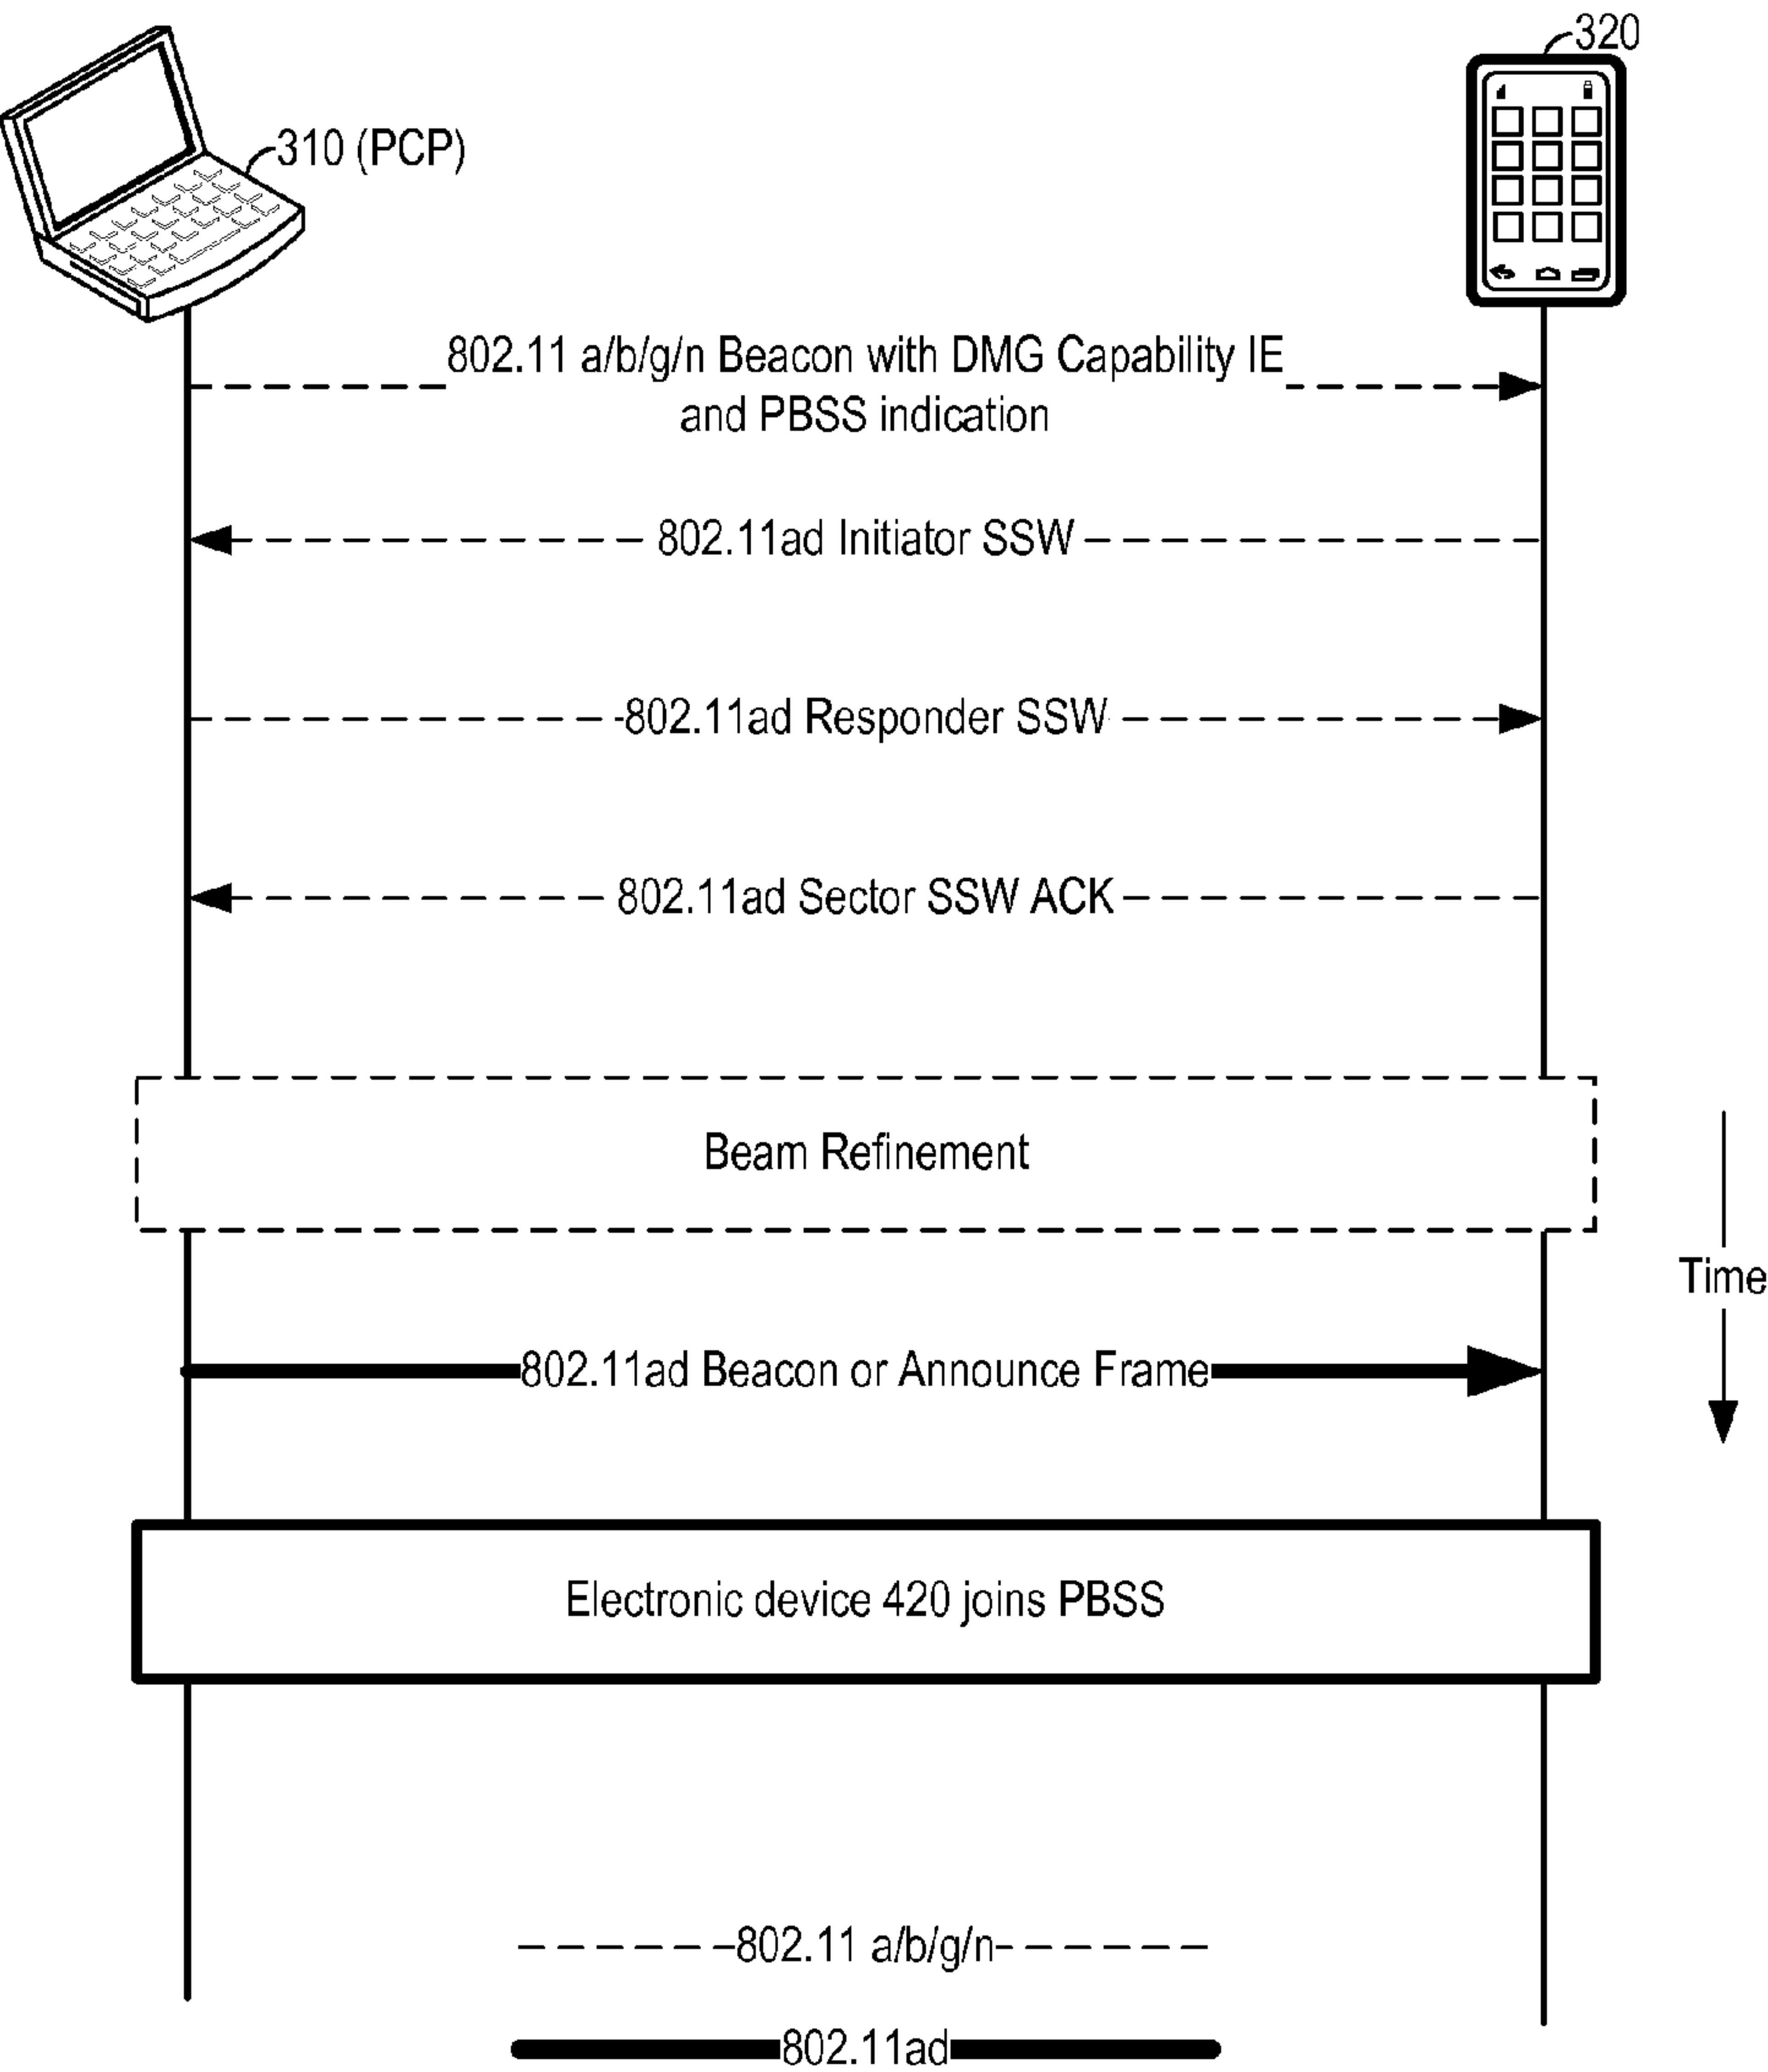 320
310 (PCP)
802.11 a/b/g/n Beacon with DMG Capability IE
and PBSS indication
802.11ad Initiator SSW
802.11ad Responder SSW
802.11ad Sector SSW ACK
Beam Refinement
Time
802.11ad Beacon or Announce Frame
Electronic device 420 joins PBSS
802.11 a/b/g/n
802.11ad